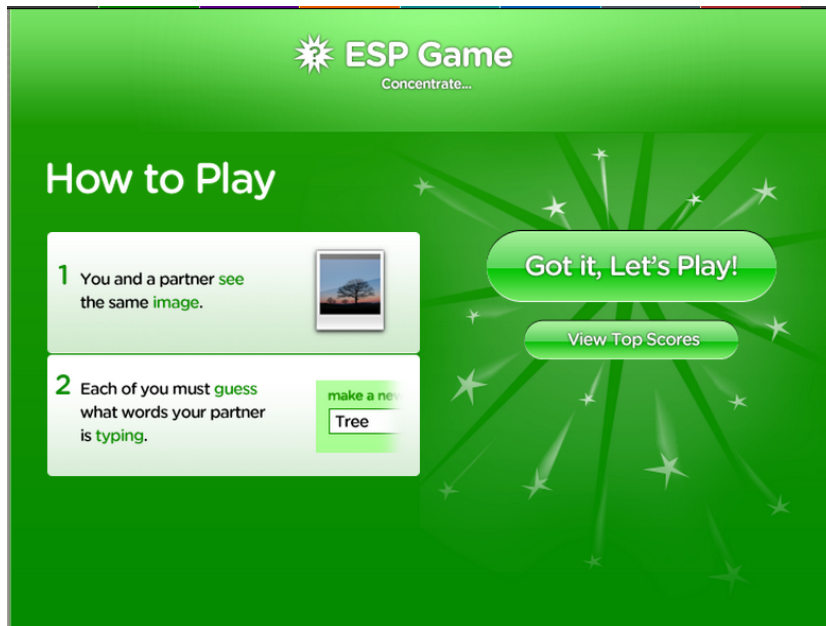 ESP Game
Concentrate...
How to Play
1 You and a partner see
the same image.
2 Each of you must guess
what words your partner
is typing.
make a new
Tree
Got it, Let's Play!
View Top Scores